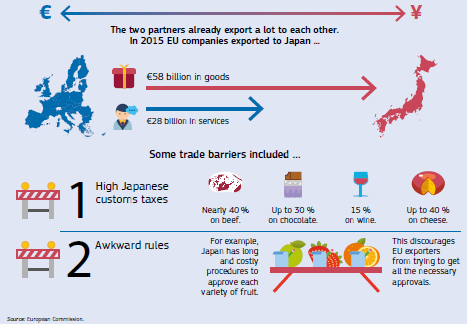 € ¥
The two partners already export a lot to each other.
In 2015 EU companies exported to Japan ...
€58 billion in goods
€28 billion in services
Some trade barriers included ...
1 High Japanese
customs taxes
Nearly 40 %
on beef.
Up to 30 %
on chocolate.
15 %
on wine.
Up to 40 %
on cheese.
2 Awkward rules
For example,
Japan has long
and costly
procedures to
approve each
variety of fruit.
This discourages
EU exporters
from trying to get
all the necessary
approvals.
Source: European Commission.